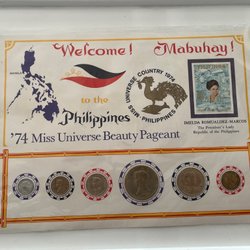 Welcome! Mabuhay!
to the
Philippines
'74 Miss Universe Beauty Pageant
UNIVERSE COUNTRY 1974
MISS PHILIPPINES
IMELDA ROMUALDEZ-MARCOS
The President's Lady
Republic of the Philippines